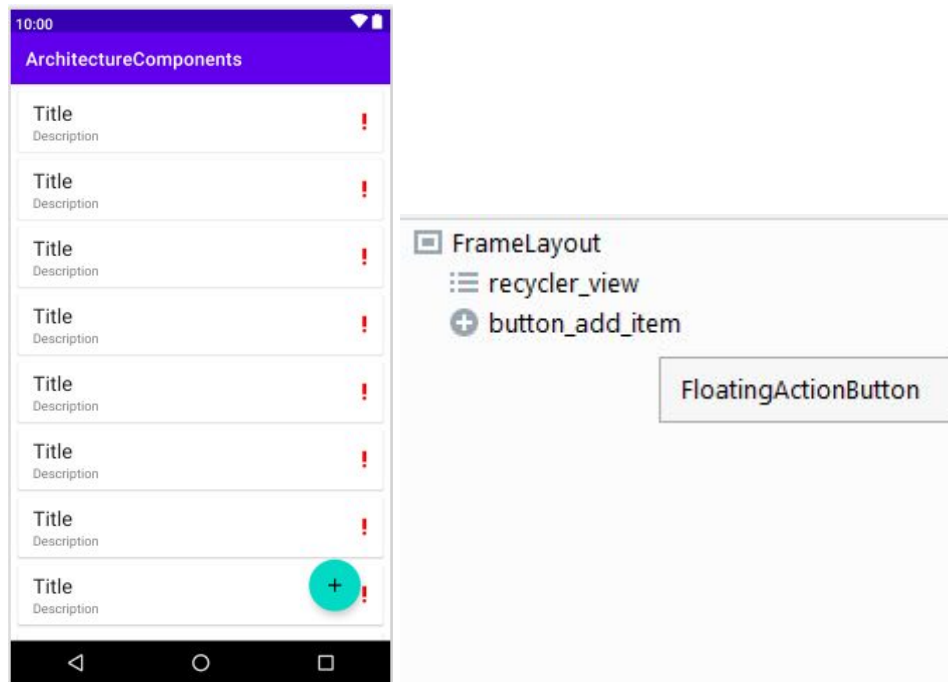 10:00
ArchitectureComponents
Title
Description
Title
Description
Title
Description
Title
Description
Title
Description
Title
Description
Title
Description
Title
Description
FrameLayout
recycler_view
button_add_item
FloatingActionButton